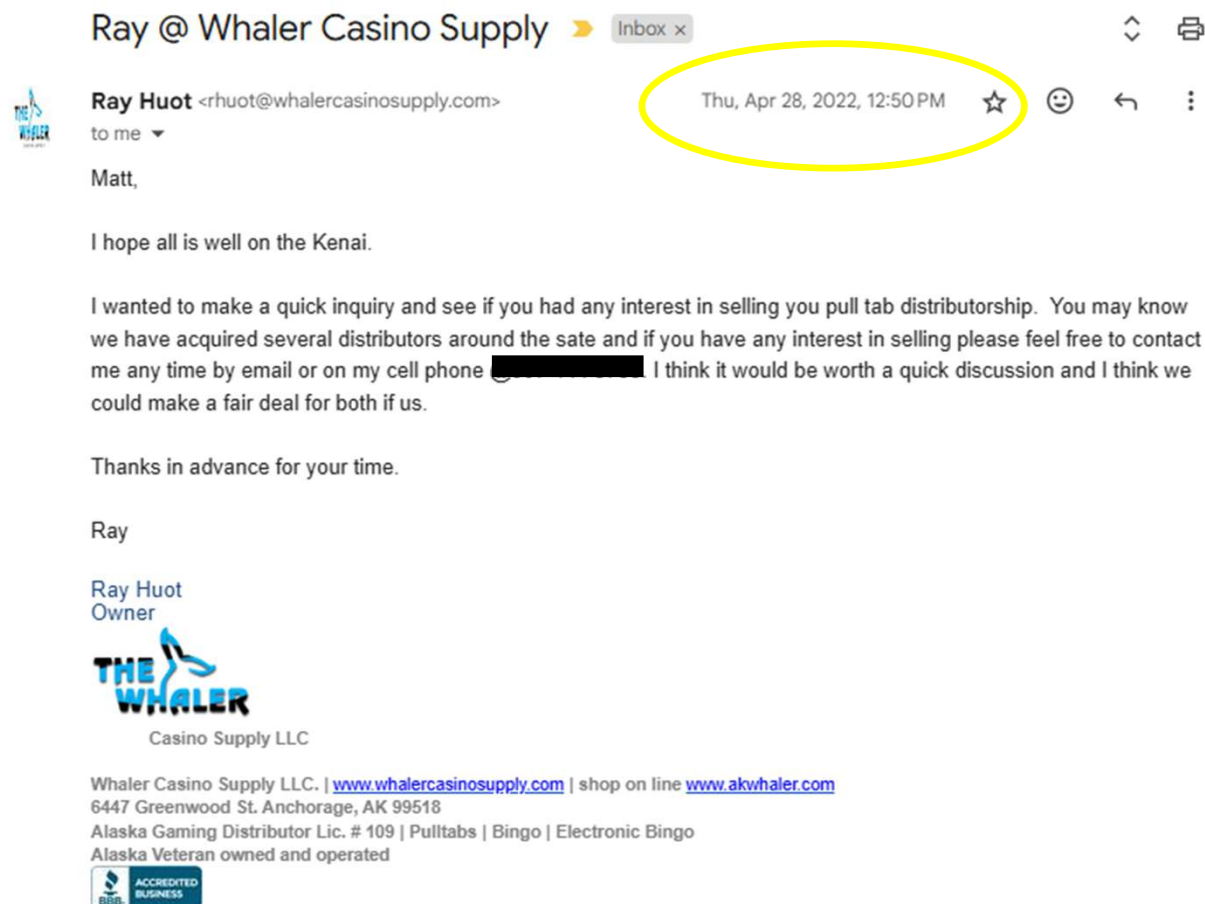 Ray @ Whaler Casino Supply Inbox x
Ray Huot <rhuot@whalercasinosupply.com> Thu, Apr 28, 2022, 12:50 PM
to me
Matt,
I hope all is well on the Kenai.
I wanted to make a quick inquiry and see if you had any interest in selling you pull tab distributorship. You may know
we have acquired several distributors around the sate and if you have any interest in selling please feel free to contact
me any time by email or on my cell phone I think it would be worth a quick discussion and I think we
could make a fair deal for both if us.
Thanks in advance for your time.
Ray
Ray Huot
Owner
THE
WHALER
Casino Supply LLC
Whaler Casino Supply LLC. | www.whalercasinosupply.com | shop on line www.akwhaler.com
6447 Greenwood St. Anchorage, AK 99518
Alaska Gaming Distributor Lic. # 109 | Pulltabs | Bingo | Electronic Bingo
Alaska Veteran owned and operated
ACCREDITED
BUSINESS
BBB.